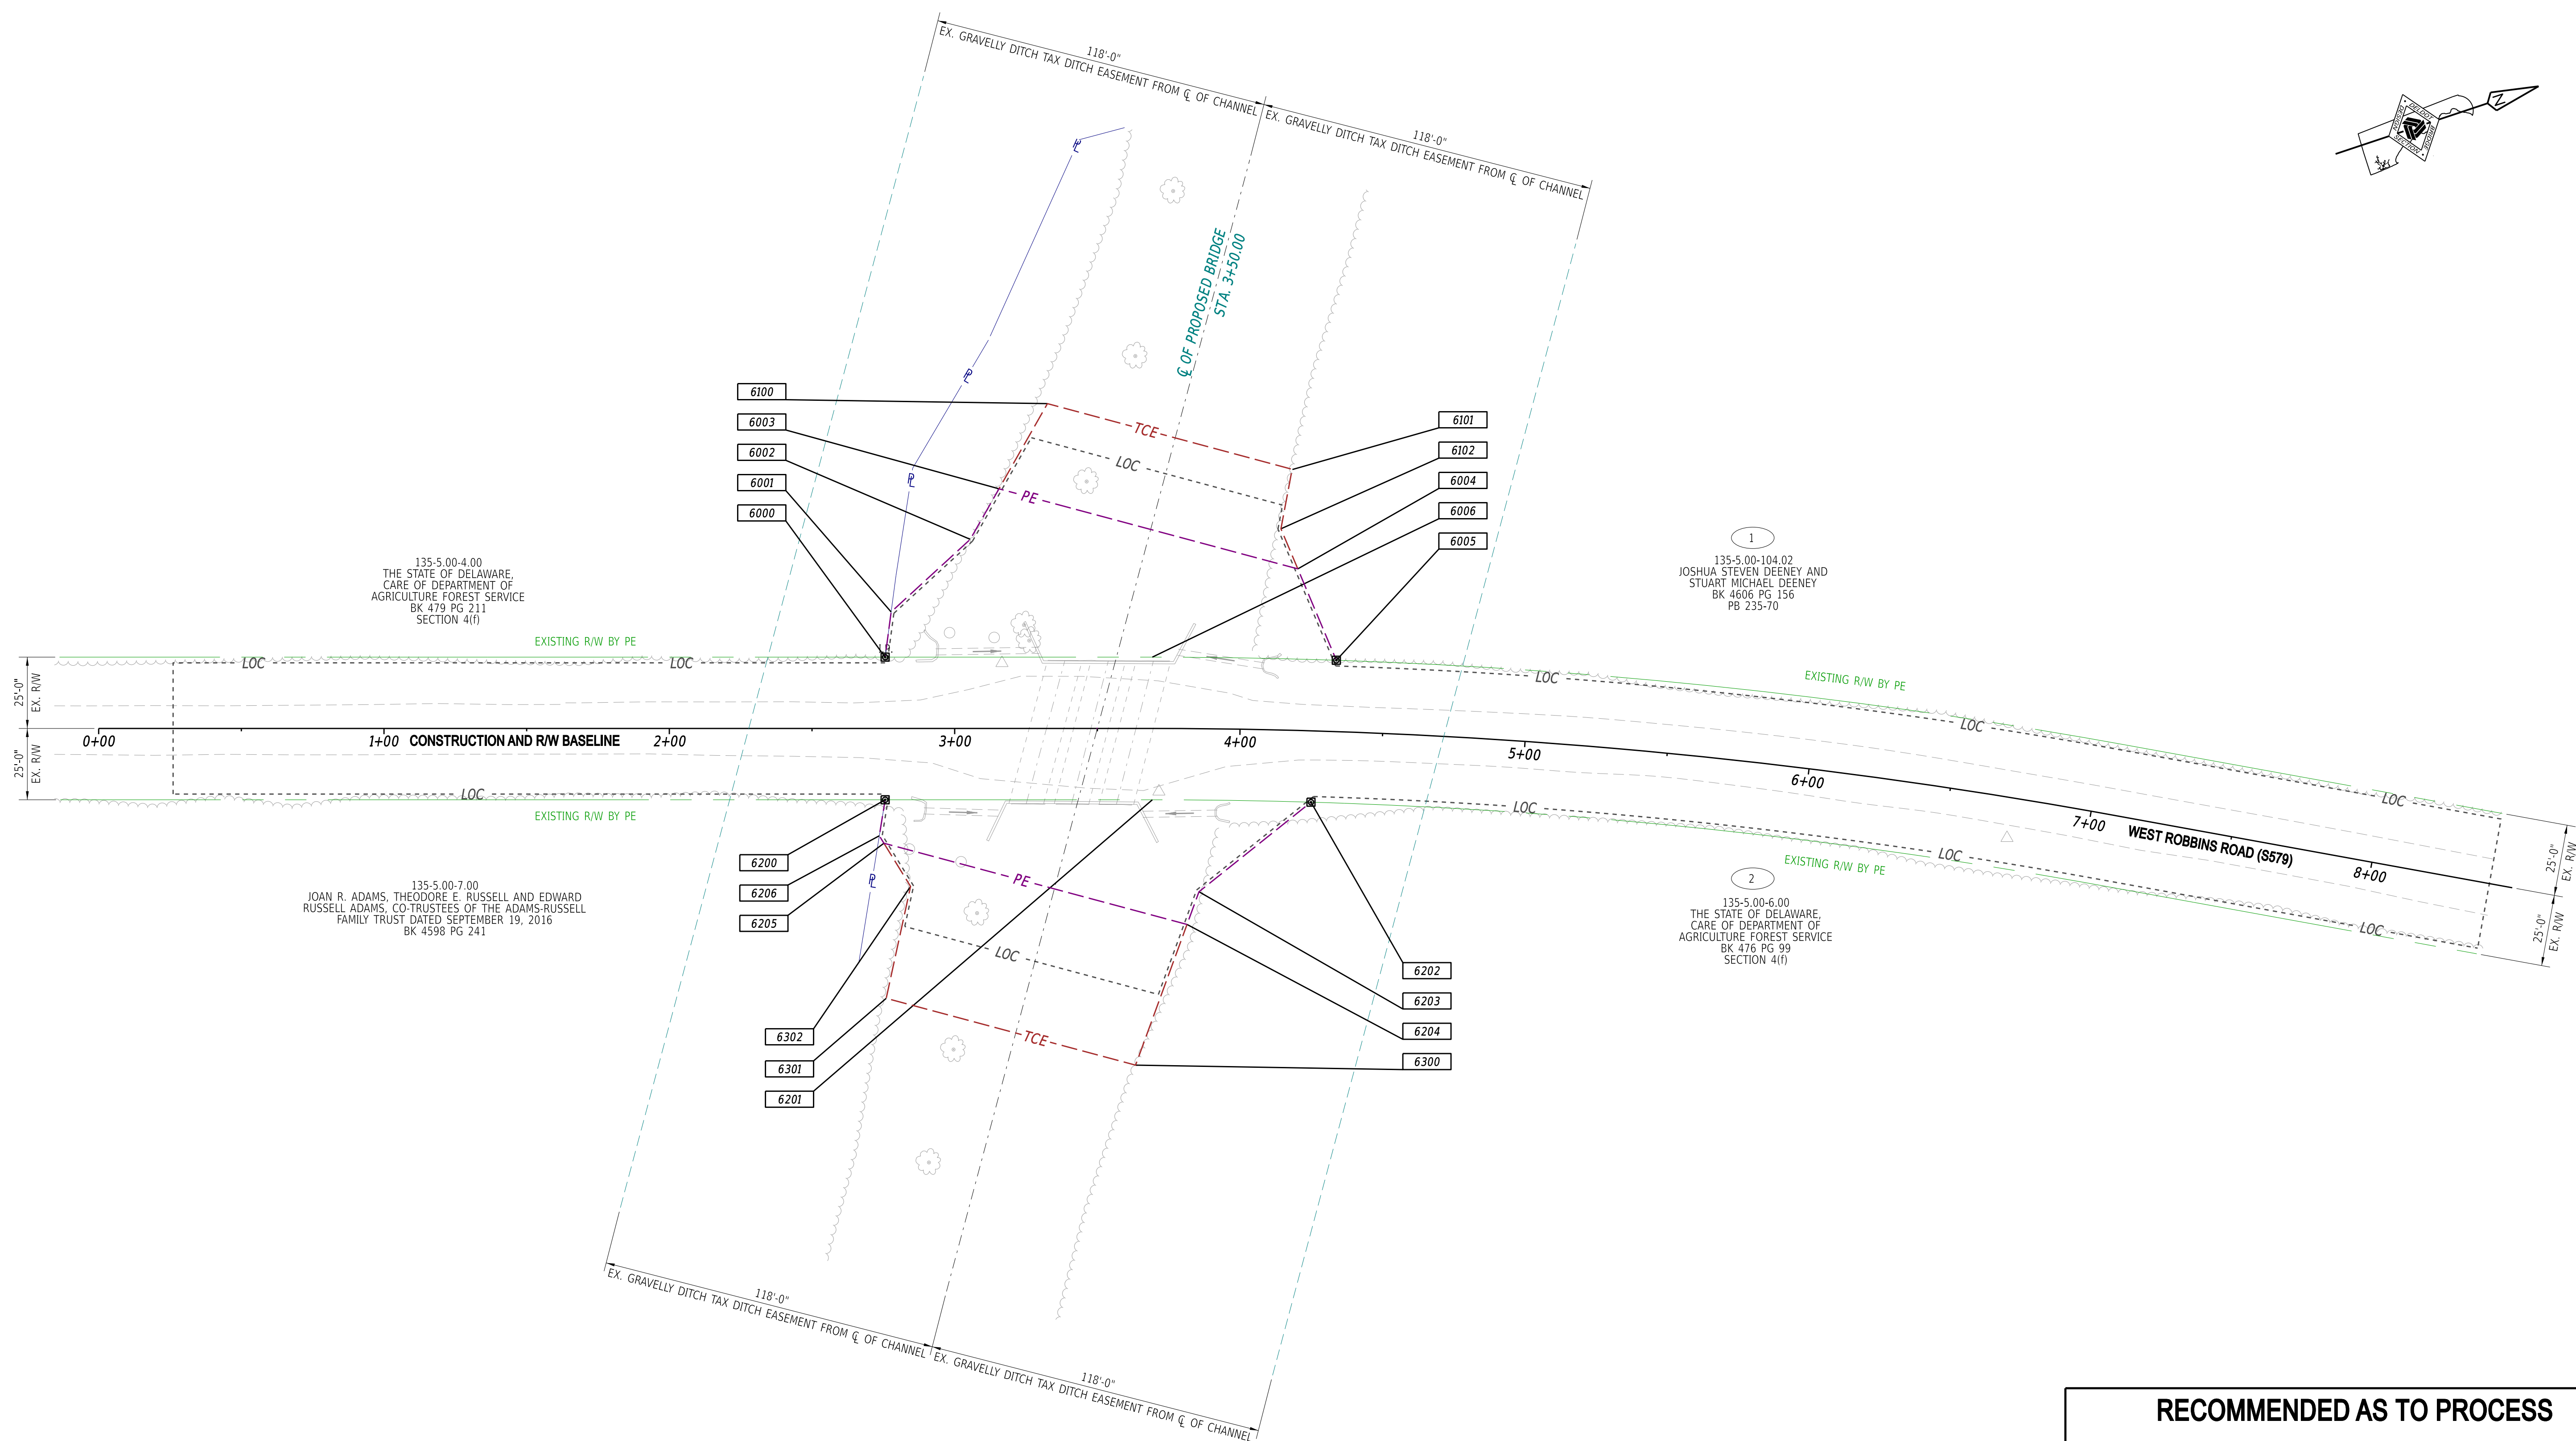 118'-0"
EX. GRAVELLY DITCH TAX DITCH EASEMENT FROM ℄ OF CHANNEL
118'-0"
EX. GRAVELLY DITCH TAX DITCH EASEMENT FROM ℄ OF CHANNEL
N
DELDOT
BRIDGE
DESIGN
SECTION
℄ OF PROPOSED BRIDGE
STA. 3+50.00
PL
PL
PL
6100
6003
6002
6001
6000
TCE
LOC
PE
6101
6102
6004
6006
6005
135-5.00-4.00
THE STATE OF DELAWARE,
CARE OF DEPARTMENT OF
AGRICULTURE FOREST SERVICE
BK 479 PG 211
SECTION 4(f)
1
135-5.00-104.02
JOSHUA STEVEN DEENEY AND
STUART MICHAEL DEENEY
BK 4606 PG 156
PB 235-70
EXISTING R/W BY PE
LOC
LOC
LOC
EXISTING R/W BY PE
LOC
LOC
25'-0"
EX. R/W
25'-0"
EX. R/W
0+00
1+00
CONSTRUCTION AND R/W BASELINE
2+00
3+00
4+00
5+00
6+00
7+00
WEST ROBBINS ROAD (S579)
8+00
25'-0"
EX. R/W
25'-0"
EX. R/W
LOC
EXISTING R/W BY PE
LOC
LOC
EXISTING R/W BY PE
LOC
135-5.00-7.00
JOAN R. ADAMS, THEODORE E. RUSSELL AND EDWARD
RUSSELL ADAMS, CO-TRUSTEES OF THE ADAMS-RUSSELL
FAMILY TRUST DATED SEPTEMBER 19, 2016
BK 4598 PG 241
2
135-5.00-6.00
THE STATE OF DELAWARE,
CARE OF DEPARTMENT OF
AGRICULTURE FOREST SERVICE
BK 476 PG 99
SECTION 4(f)
6200
6206
6205
PL
PE
LOC
TCE
6302
6301
6201
6202
6203
6204
6300
118'-0"
EX. GRAVELLY DITCH TAX DITCH EASEMENT FROM ℄ OF CHANNEL
118'-0"
EX. GRAVELLY DITCH TAX DITCH EASEMENT FROM ℄ OF CHANNEL
RECOMMENDED AS TO PROCESS